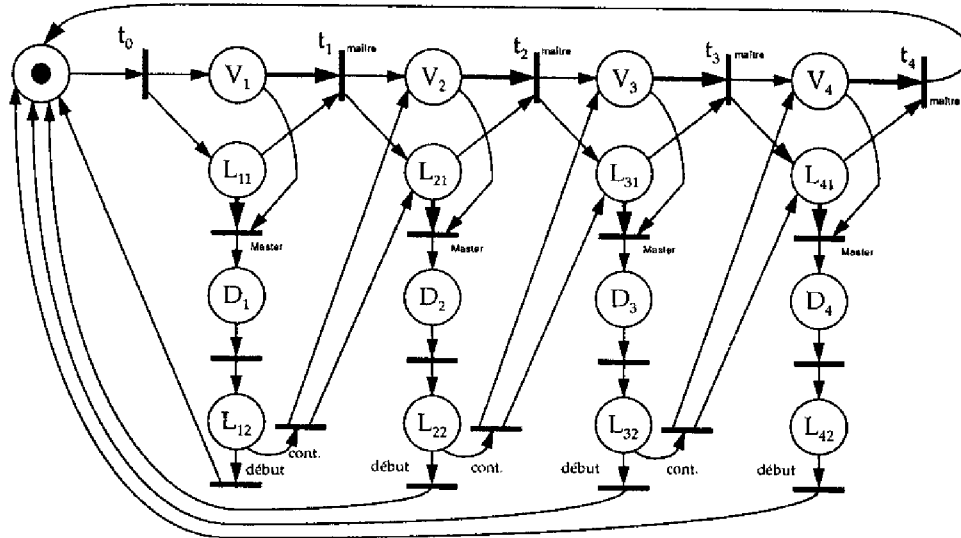 t0 t1 maître t2 maître t3 maître t4 maître
V1 V2 V3 V4
L11 L21 L31 L41
Master Master Master Master
D1 D2 D3 D4
L12 L22 L32 L42
début cont. début cont. début cont. début